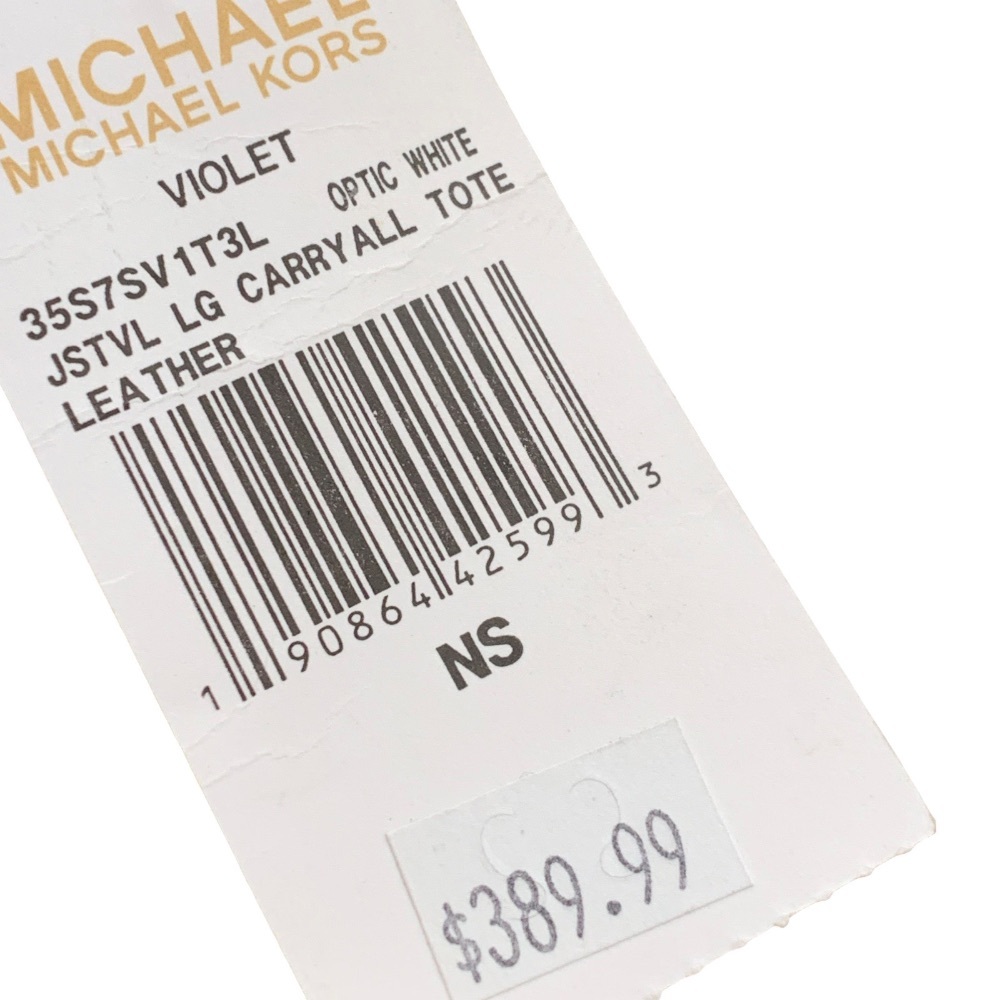 MICHAEL
MICHAEL KORS
VIOLET
35S7SV1T3L OPTIC WHITE
JSTVL LG CARRYALL TOTE
LEATHER
1 90864 42599 3
NS
$389.99